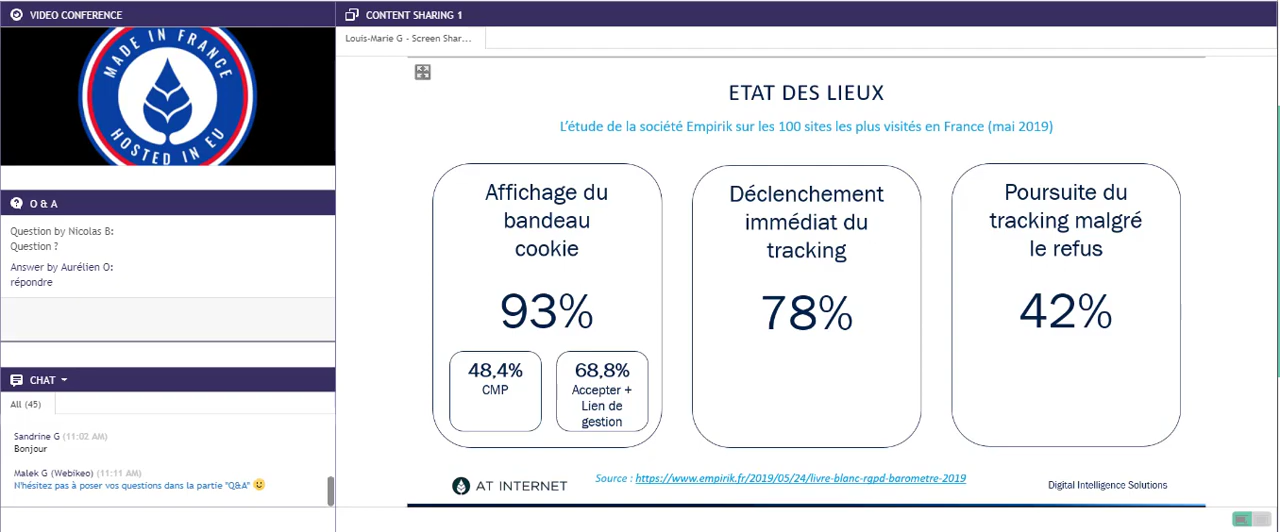 VIDEO CONFERENCE
MADE IN FRANCE
HOSTED IN EU
Q & A
Question by Nicolas B:
Question ?
Answer by Aurélien O:
répondre
CHAT
All (45)
Sandrine G (11:02 AM)
Bonjour
Malek G (Webikeo) (11:11 AM)
N'hésitez pas à poser vos questions dans la partie "Q&A" 🙂
CONTENT SHARING 1
Louis-Marie G - Screen Shar...
ETAT DES LIEUX
L'étude de la société Empirik sur les 100 sites les plus visités en France (mai 2019)
Affichage du
bandeau
cookie
93%
48,4%
CMP
68,8%
Accepter +
Lien de
gestion
Déclenchement
immédiat du
tracking
78%
Poursuite du
tracking malgré
le refus
42%
AT INTERNET
Source : https://www.empirik.fr/2019/05/24/livre-blanc-rgpd-barometre-2019
Digital Intelligence Solutions